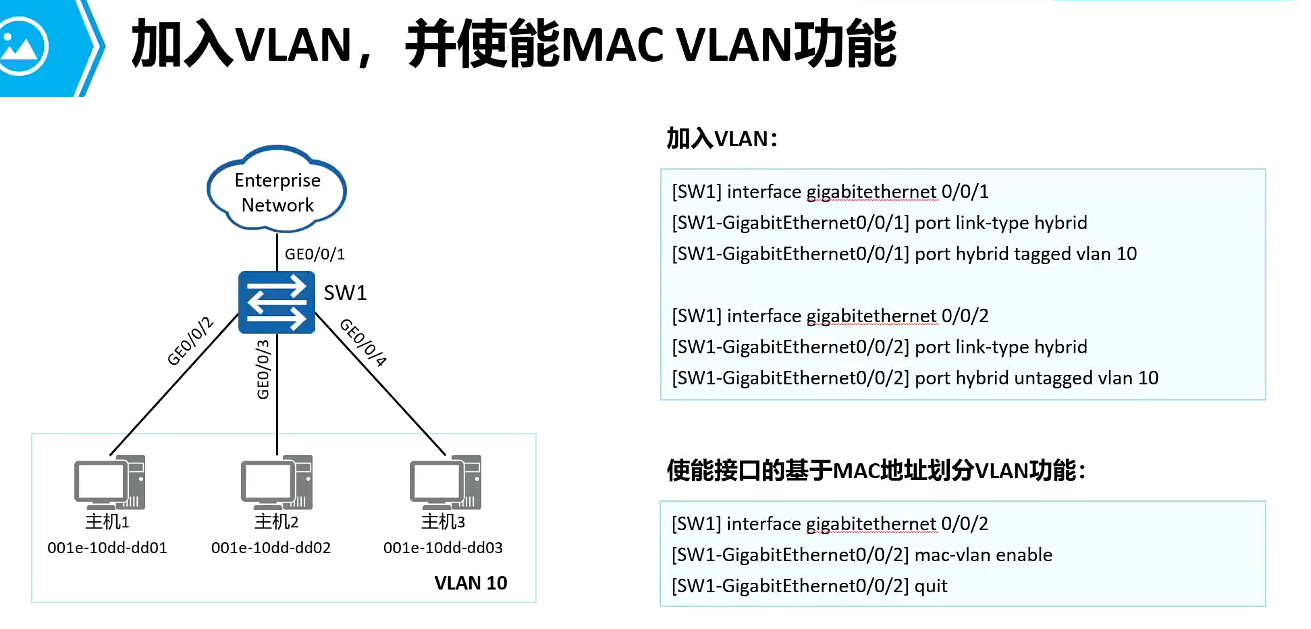 加入VLAN，并使能MAC VLAN功能
Enterprise
Network
GE0/0/1
SW1
GE0/0/2
GE0/0/3
GE0/0/4
主机1
001e-10dd-dd01
主机2
001e-10dd-dd02
主机3
001e-10dd-dd03
VLAN 10
加入VLAN：
[SW1] interface gigabitethernet 0/0/1
[SW1-GigabitEthernet0/0/1] port link-type hybrid
[SW1-GigabitEthernet0/0/1] port hybrid tagged vlan 10
[SW1] interface gigabitethernet 0/0/2
[SW1-GigabitEthernet0/0/2] port link-type hybrid
[SW1-GigabitEthernet0/0/2] port hybrid untagged vlan 10
使能接口的基于MAC地址划分VLAN功能：
[SW1] interface gigabitethernet 0/0/2
[SW1-GigabitEthernet0/0/2] mac-vlan enable
[SW1-GigabitEthernet0/0/2] quit